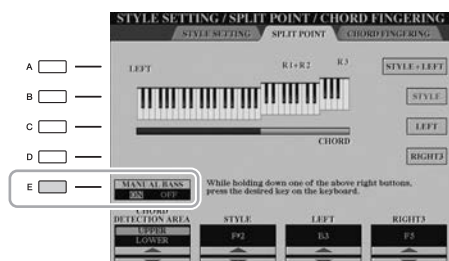 STYLE SETTING / SPLIT POINT / CHORD FINGERING
STYLE SETTING SPLIT POINT CHORD FINGERING
LEFT R1+R2 R3 STYLE+LEFT
A
B STYLE
C LEFT
CHORD
D RIGHT3
E MANUAL BASS While holding down one of the above right buttons,
ON OFF press the desired key on the keyboard.
CHORD
DETECTION AREA STYLE LEFT RIGHT3
UPPER
LOWER F#2 B3 F5